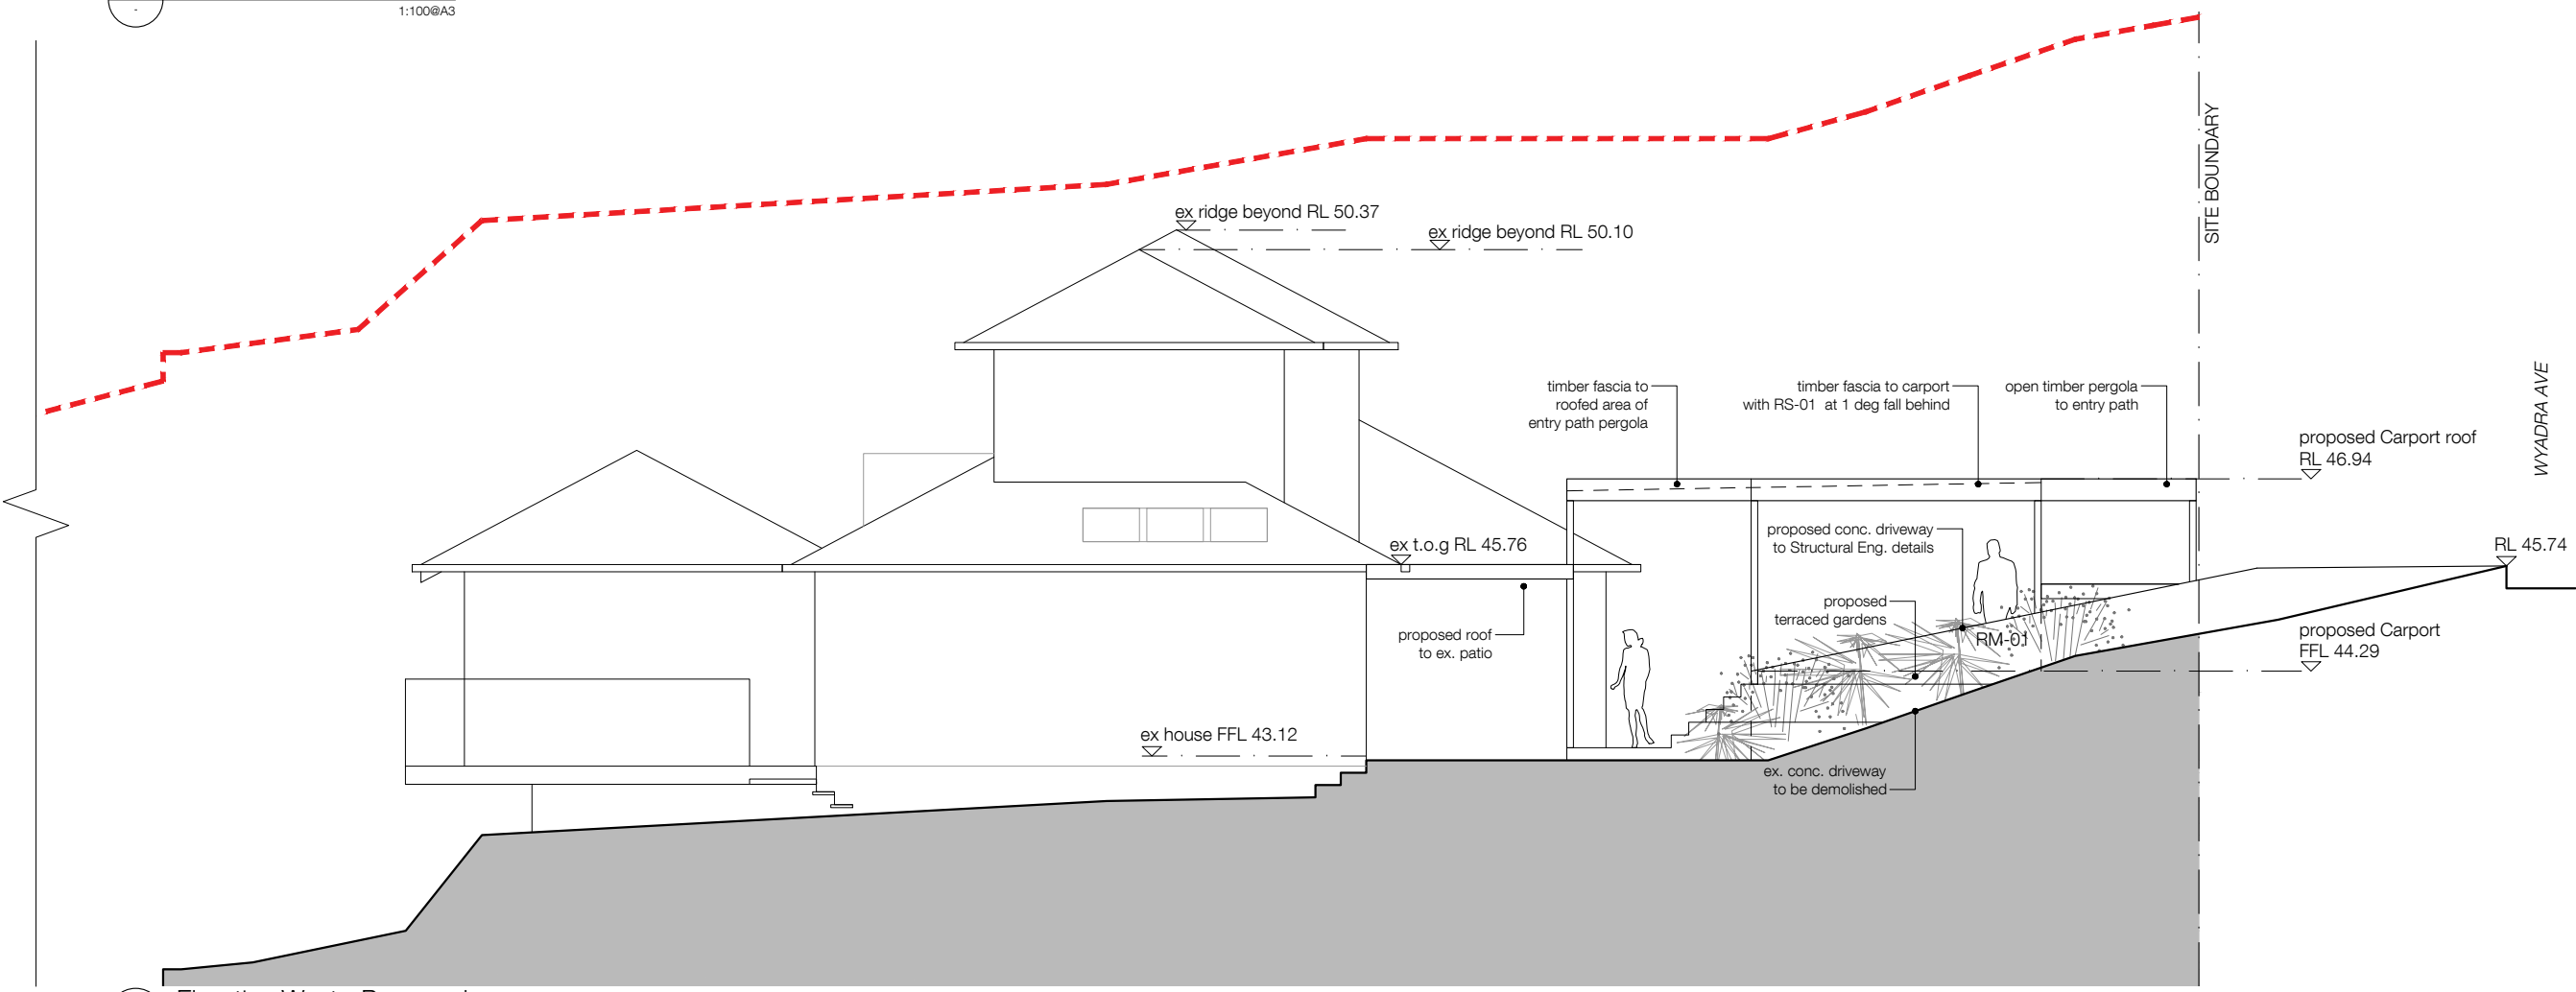 1:100@A3
SITE BOUNDARY
ex ridge beyond RL 50.37
ex ridge beyond RL 50.10
WYADRA AVE
timber fascia to
roofed area of
entry path pergola
timber fascia to carport
with RS-01 at 1 deg fall behind
open timber pergola
to entry path
proposed Carport roof
RL 46.94
proposed conc. driveway
to Structural Eng. details
ex t.o.g RL 45.76
RL 45.74
proposed
terraced gardens
RM-01
proposed roof
to ex. patio
proposed Carport
FFL 44.29
ex house FFL 43.12
ex. conc. driveway
to be demolished